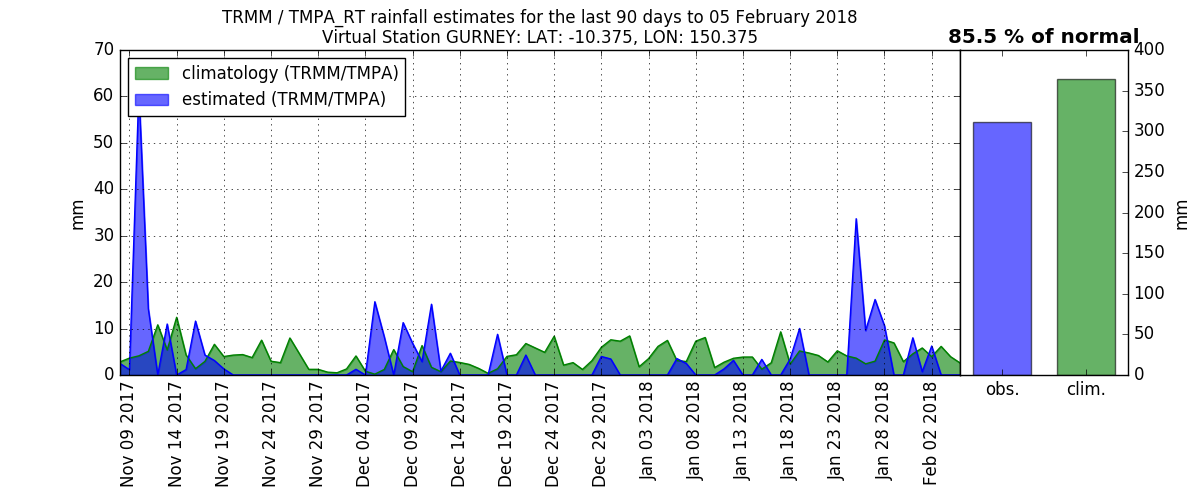 TRMM / TMPA_RT rainfall estimates for the last 90 days to 05 February 2018
Virtual Station GURNEY: LAT: -10.375, LON: 150.375
85.5 % of normal
climatology (TRMM/TMPA)
estimated (TRMM/TMPA)
mm
70
60
50
40
30
20
10
0
Nov 09 2017
Nov 14 2017
Nov 19 2017
Nov 24 2017
Nov 29 2017
Dec 04 2017
Dec 09 2017
Dec 14 2017
Dec 19 2017
Dec 24 2017
Dec 29 2017
Jan 03 2018
Jan 08 2018
Jan 13 2018
Jan 18 2018
Jan 23 2018
Jan 28 2018
Feb 02 2018
obs.
clim.
400
350
300
250
200
150
100
50
0
mm